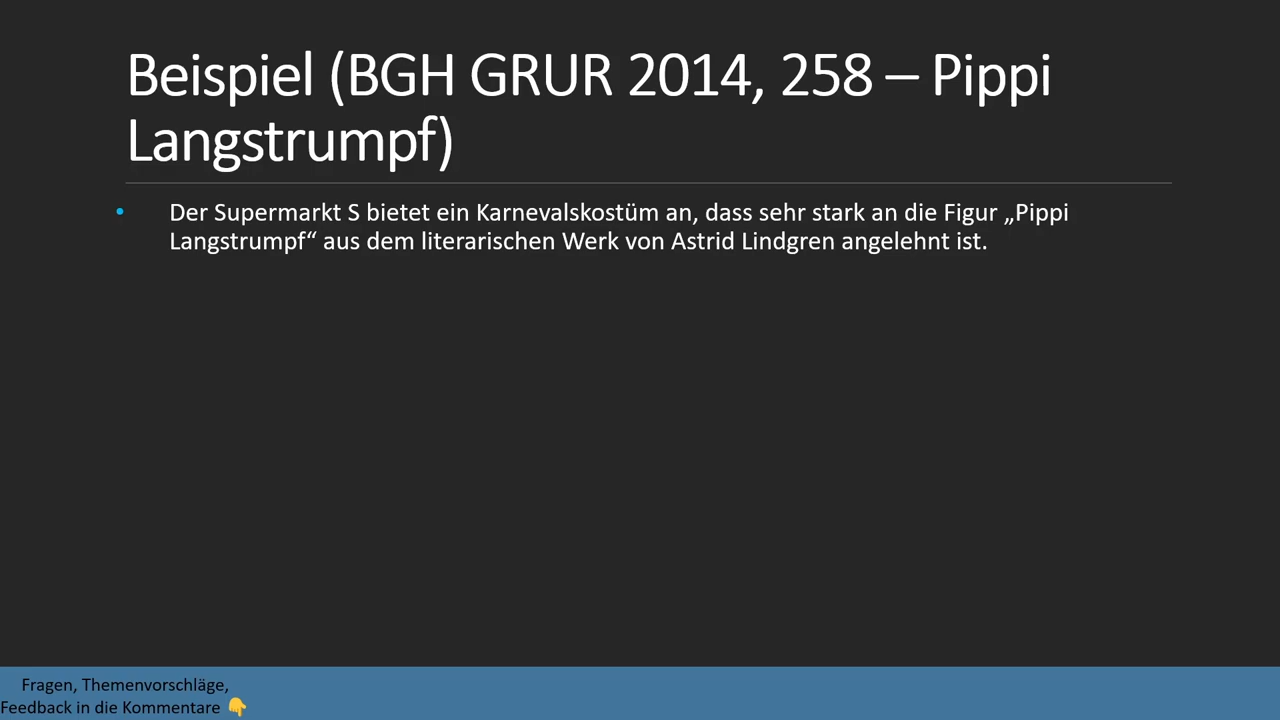 Beispiel (BGH GRUR 2014, 258 – Pippi
Langstrumpf)
• Der Supermarkt S bietet ein Karnevalskostüm an, dass sehr stark an die Figur „Pippi
Langstrumpf“ aus dem literarischen Werk von Astrid Lindgren angelehnt ist.
Fragen, Themenvorschläge,
Feedback in die Kommentare 👇